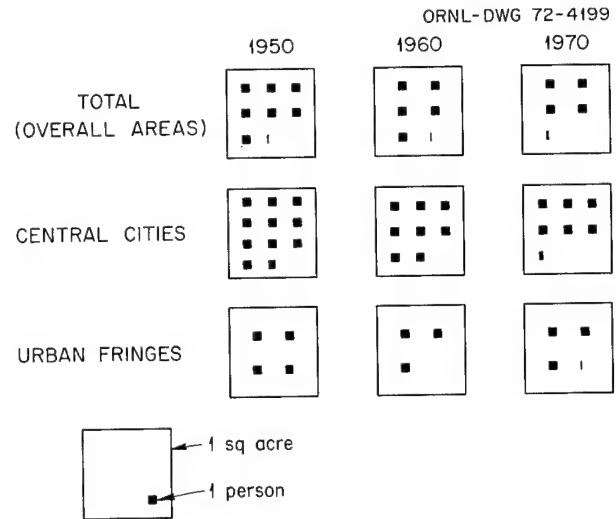 ORNL-DWG 72-4199
1950 1960 1970
TOTAL
(OVERALL AREAS)
CENTRAL CITIES
URBAN FRINGES
1 sq acre
1 person